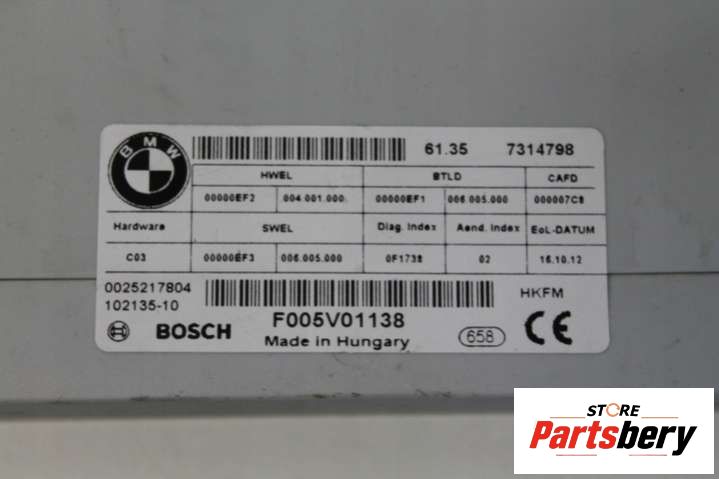 BMW 61.35 7314798
HWEL BTLD CAFD
00000EF2 004.001.000. 00000EF1 006.005.000 000007C8
Hardware SWEL Diag. Index Aend. Index EoL-DATUM
C03 00000EF3 006.005.000 0F1738 02 16.10.12
0025217804
102135-10 HKFM
BOSCH F005V01138 658 CE
Made in Hungary
STORE
Partsbery